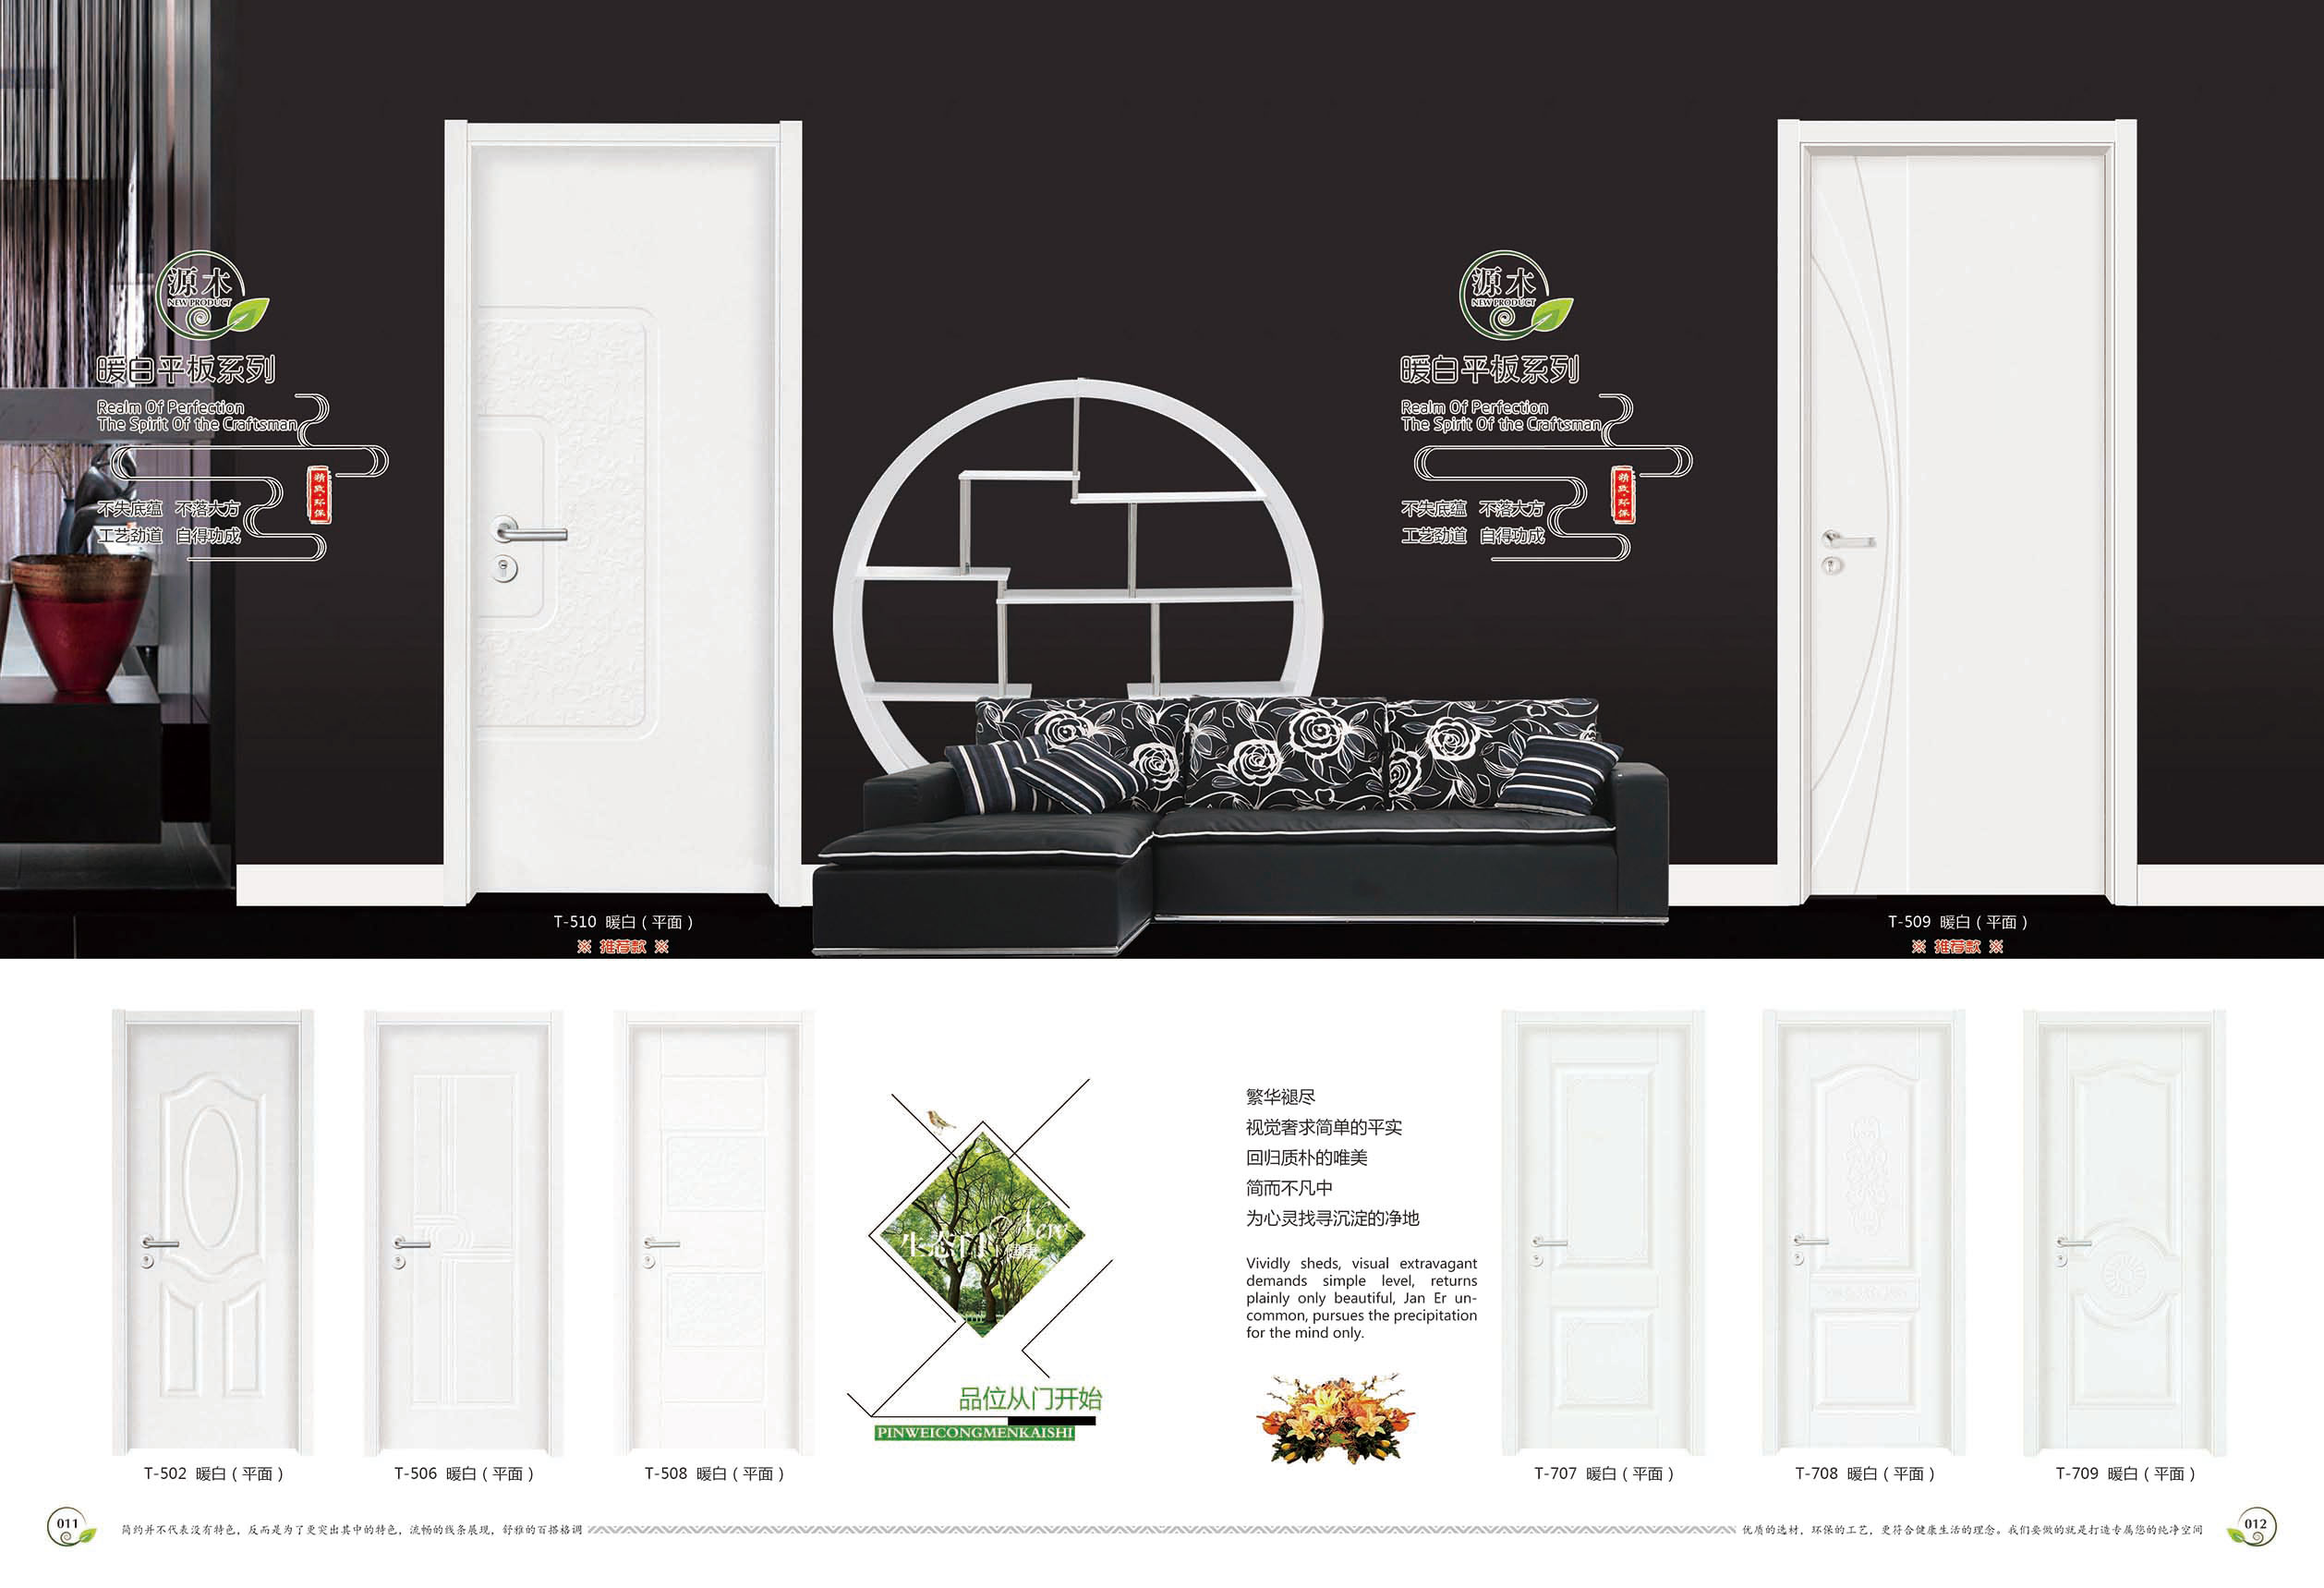 源木
NEW PRODUCT
暖白平板系列
Realm Of Perfection
The Spirit Of the Craftsman
精致·环保
不失底蕴 不落大方
工艺劲道 自得功成
T-510 暖白（平面）
※ 推荐款 ※
源木
NEW PRODUCT
暖白平板系列
Realm Of Perfection
The Spirit Of the Craftsman
精致·环保
不失底蕴 不落大方
工艺劲道 自得功成
T-509 暖白（平面）
※ 推荐款 ※
T-502 暖白（平面）
T-506 暖白（平面）
T-508 暖白（平面）
生态门
New
健康
品位从门开始
PINWEICONGMENKAISHI
繁华褪尽
视觉奢求简单的平实
回归质朴的唯美
简而不凡中
为心灵找寻沉淀的净地
Vividly sheds, visual extravagant
demands simple level, returns
plainly only beautiful, Jan Er un-
common, pursues the precipitation
for the mind only.
T-707 暖白（平面）
T-708 暖白（平面）
T-709 暖白（平面）
011
简约并不代表没有特色，反而是为了更突出其中的特色，流畅的线条展现，舒雅的百搭格调
优质的选材，环保的工艺，更符合健康生活的理念。我们要做的就是打造专属您的纯净空间
012